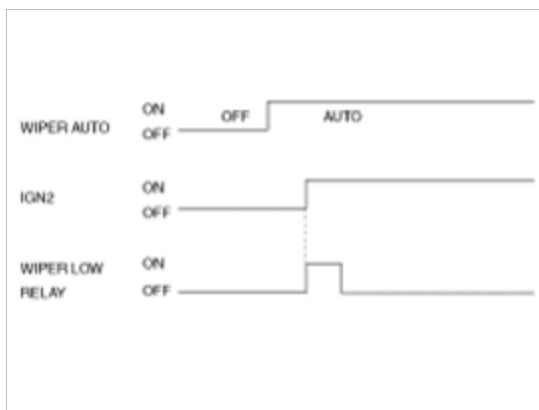 ON
OFF AUTO
WIPER AUTO
OFF
ON
IGN2
OFF
ON
WIPER LOW
RELAY OFF